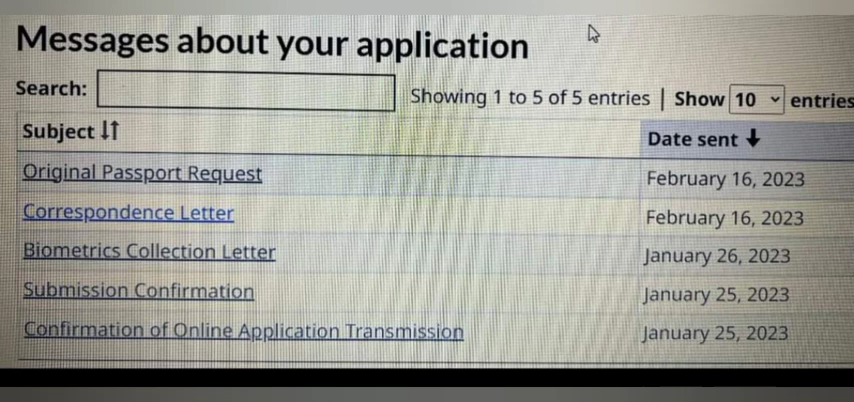 Messages about your application
Search: Showing 1 to 5 of 5 entries | Show 10 entries
Subject Date sent
Original Passport Request February 16, 2023
Correspondence Letter February 16, 2023
Biometrics Collection Letter January 26, 2023
Submission Confirmation January 25, 2023
Confirmation of Online Application Transmission January 25, 2023